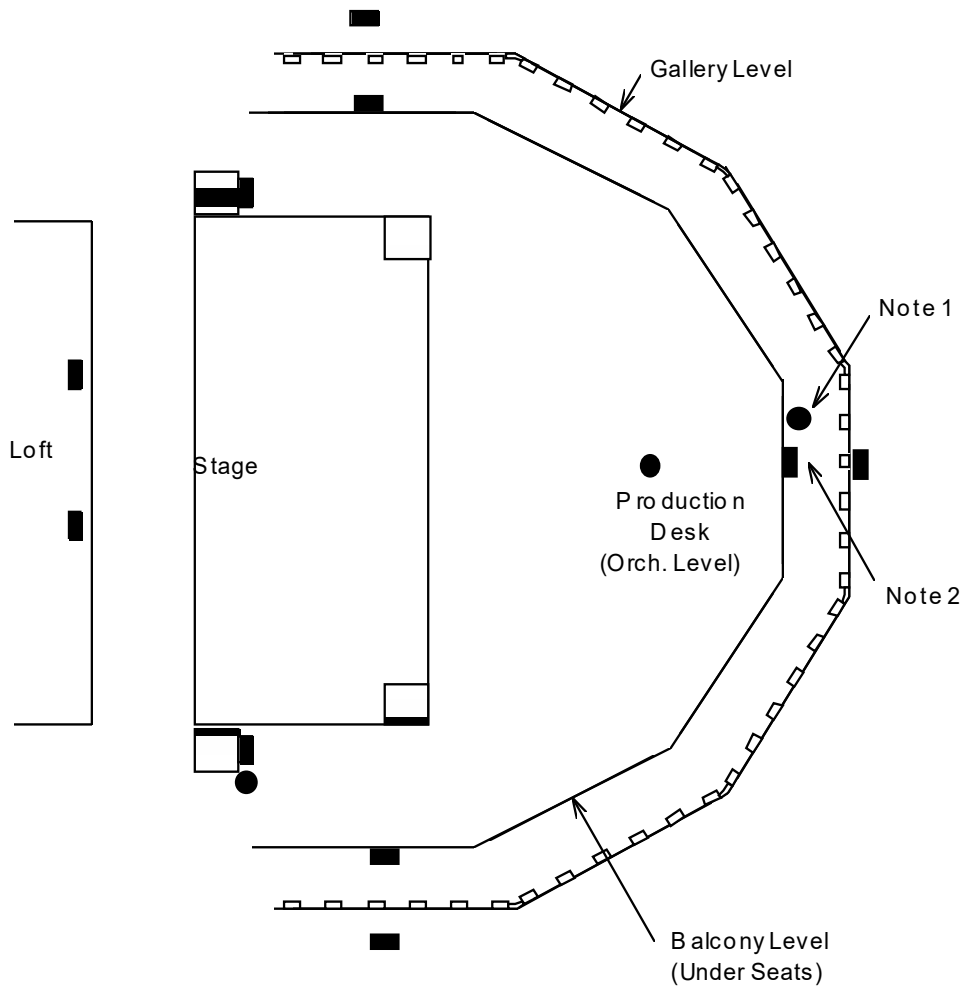 Gallery Level
Note 1
Loft
Stage
Production
Desk
(Orch. Level)
Note 2
Balcony Level
(Under Seats)